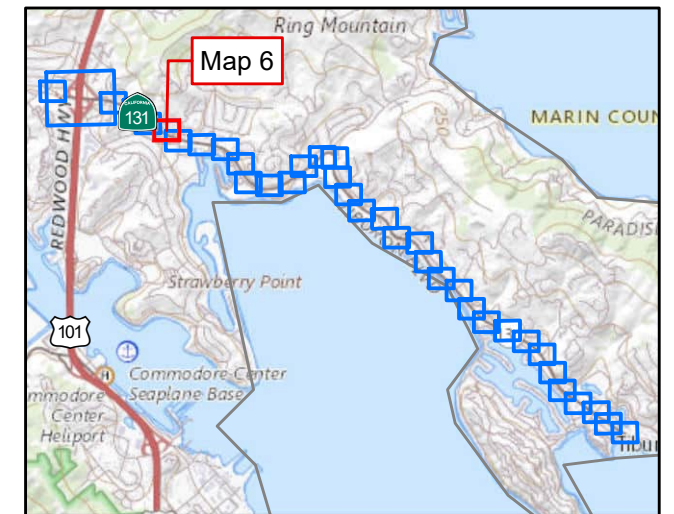 Ring Mountain
Map 6
MARIN COUN
CALIFORNIA
131
250
REDWOOD HWY
PARADIS
Strawberry Point
101
Commodore Center
Seaplane Base
mmodore
Center
Heliport
H
Tibur